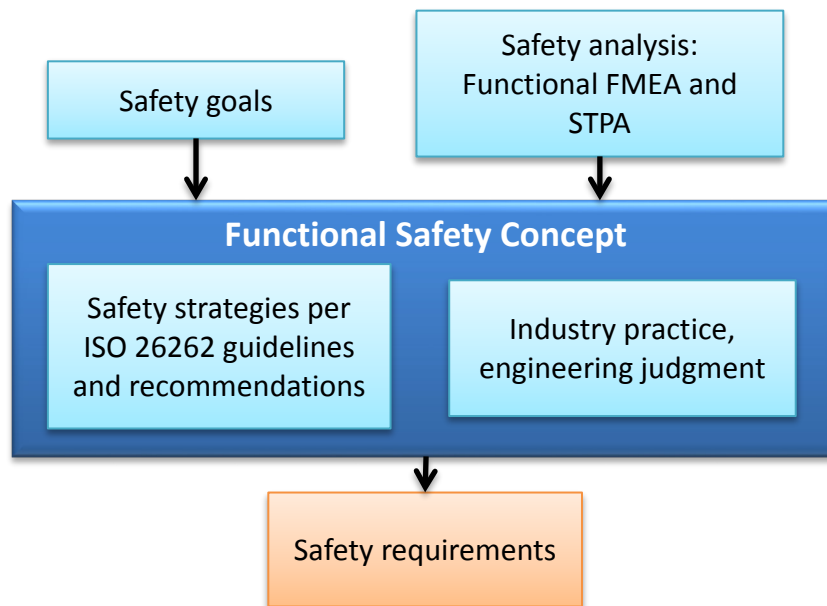 Safety goals
Safety analysis:
Functional FMEA and
STPA
Functional Safety Concept
Safety strategies per
ISO 26262 guidelines
and recommendations
Industry practice,
engineering judgment
Safety requirements